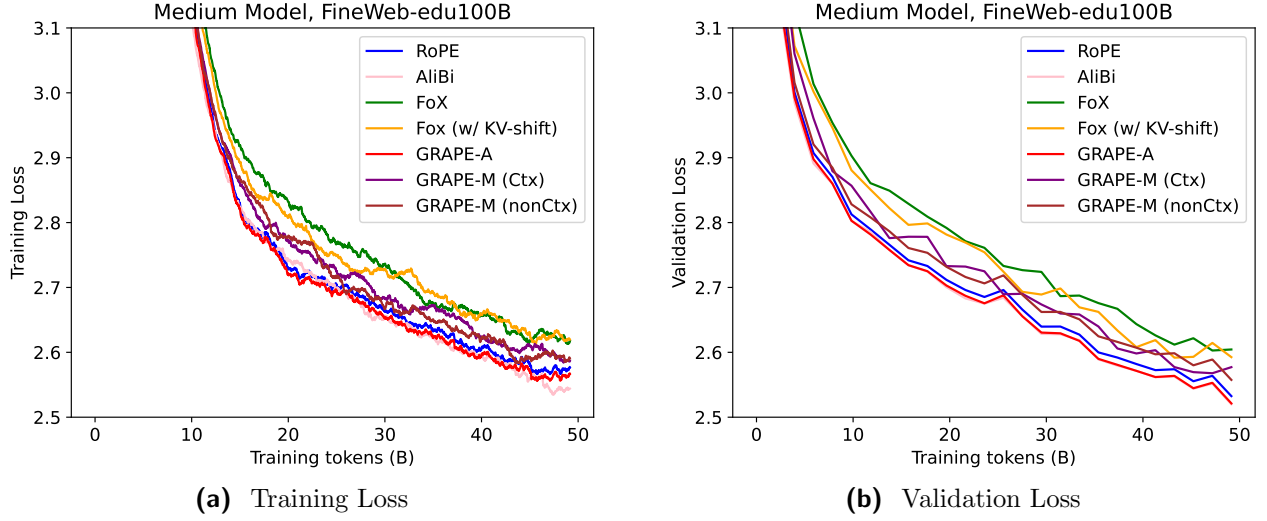 Medium Model, FineWeb-edu100B
3.1
3.0
2.9
2.8
2.7
2.6
2.5
Training Loss
RoPE
AliBi
FoX
Fox (w/ KV-shift)
GRAPE-A
GRAPE-M (Ctx)
GRAPE-M (nonCtx)
0 10 20 30 40 50
Training tokens (B)
(a) Training Loss
Medium Model, FineWeb-edu100B
3.1
3.0
2.9
2.8
2.7
2.6
2.5
Validation Loss
RoPE
AliBi
FoX
Fox (w/ KV-shift)
GRAPE-A
GRAPE-M (Ctx)
GRAPE-M (nonCtx)
0 10 20 30 40 50
Training tokens (B)
(b) Validation Loss